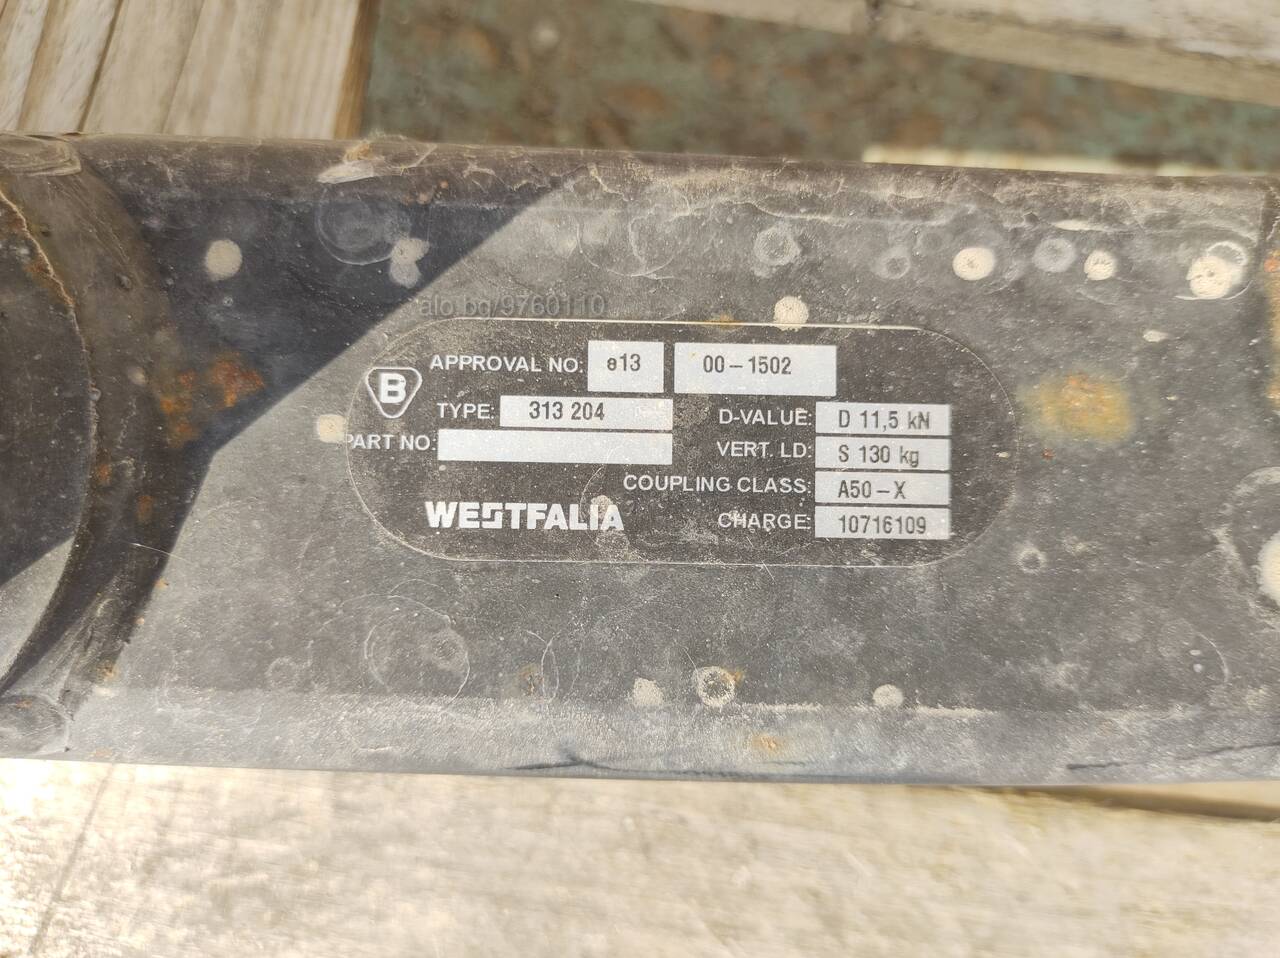 alo.bg/9760110
B
APPROVAL NO: e13 00-1502
TYPE: 313 204
D-VALUE: D 11,5 kN
PART NO:
VERT. LD: S 130 kg
COUPLING CLASS: A50-X
WESTFALIA
CHARGE: 10716109